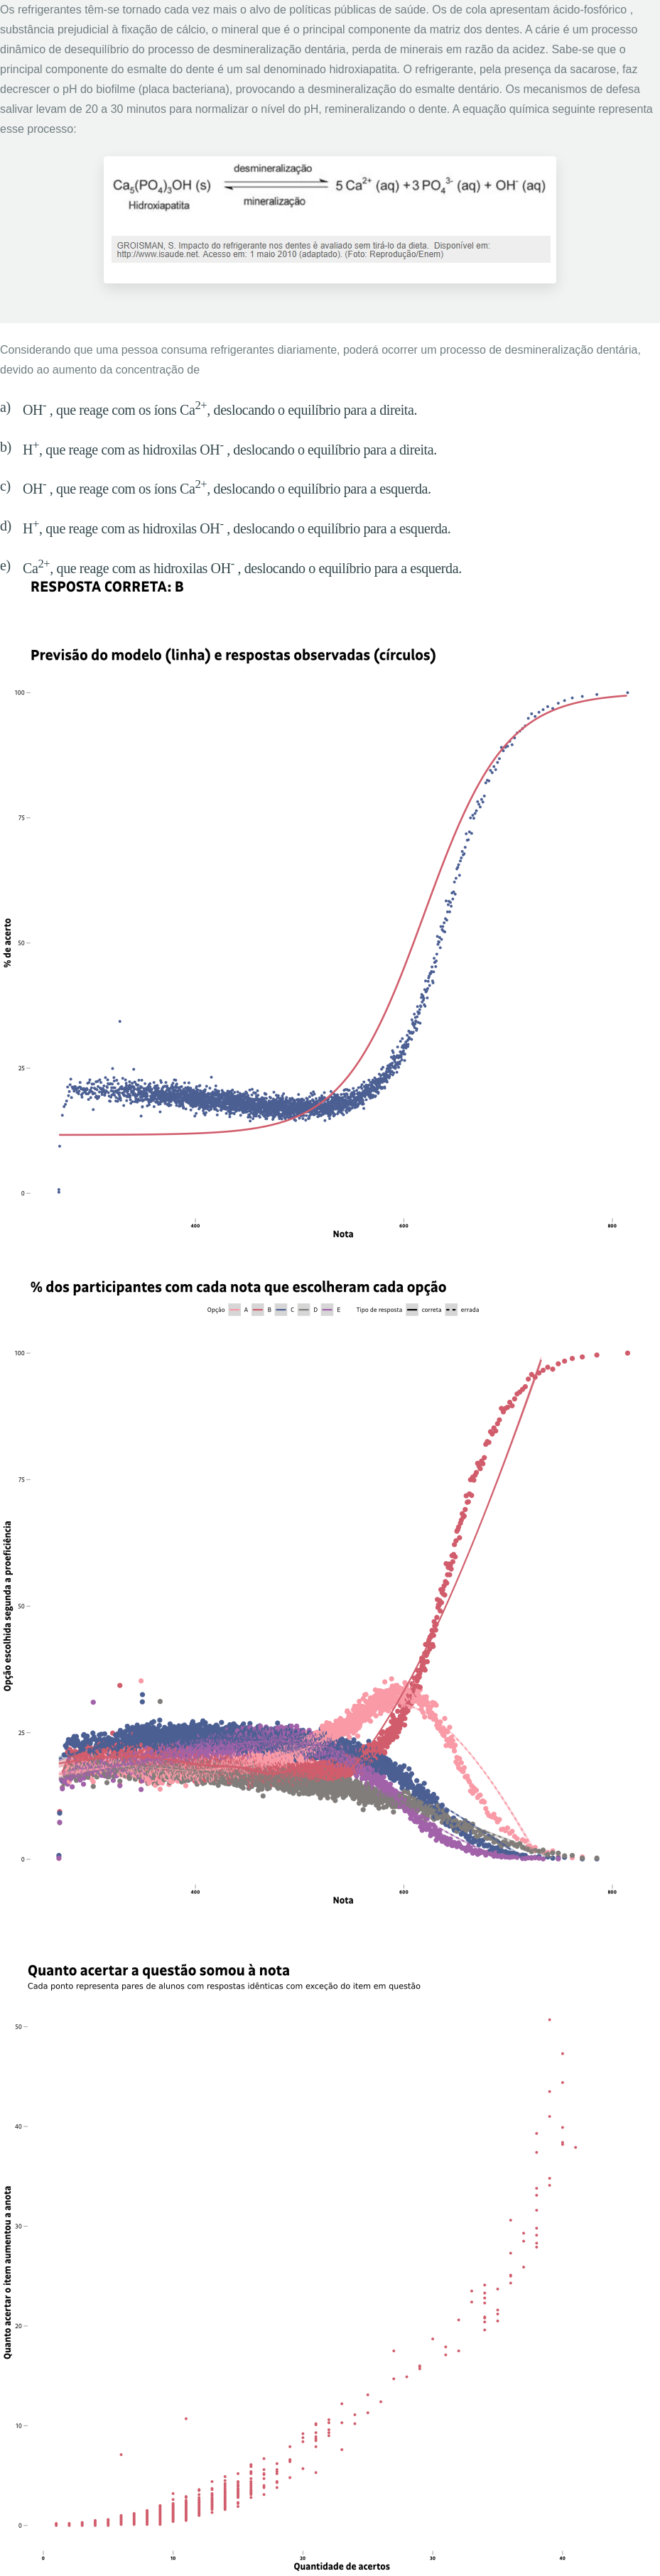 Os refrigerantes têm-se tornado cada vez mais o alvo de políticas públicas de saúde. Os de cola apresentam ácido-fosfórico ,
substância prejudicial à fixação de cálcio, o mineral que é o principal componente da matriz dos dentes. A cárie é um processo
dinâmico de desequilíbrio do processo de desmineralização dentária, perda de minerais em razão da acidez. Sabe-se que o
principal componente do esmalte do dente é um sal denominado hidroxiapatita. O refrigerante, pela presença da sacarose, faz
decrescer o pH do biofilme (placa bacteriana), provocando a desmineralização do esmalte dentário. Os mecanismos de defesa
salivar levam de 20 a 30 minutos para normalizar o nível do pH, remineralizando o dente. A equação química seguinte representa
esse processo:
desmineralização
Ca₅(PO₄)₃OH (s) ⇌ 5 Ca²⁺ (aq) + 3 PO₄³⁻ (aq) + OH⁻ (aq)
Hidroxiapatita mineralização
GROISMAN, S. Impacto do refrigerante nos dentes é avaliado sem tirá-lo da dieta. Disponível em:
http://www.isaude.net. Acesso em: 1 maio 2010 (adaptado). (Foto: Reprodução/Enem)
Considerando que uma pessoa consuma refrigerantes diariamente, poderá ocorrer um processo de desmineralização dentária,
devido ao aumento da concentração de
a) OH⁻ , que reage com os íons Ca²⁺, deslocando o equilíbrio para a direita.
b) H⁺, que reage com as hidroxilas OH⁻ , deslocando o equilíbrio para a direita.
c) OH⁻ , que reage com os íons Ca²⁺, deslocando o equilíbrio para a esquerda.
d) H⁺, que reage com as hidroxilas OH⁻ , deslocando o equilíbrio para a esquerda.
e) Ca²⁺, que reage com as hidroxilas OH⁻ , deslocando o equilíbrio para a esquerda.
RESPOSTA CORRETA: B
Previsão do modelo (linha) e respostas observadas (círculos)
100
75
50
25
0
% de acerto
400 600 800
Nota
% dos participantes com cada nota que escolheram cada opção
Opção A B C D E Tipo de resposta correta errada
100
75
50
25
0
Opção escolhida segunda a proeficiência
400 600 800
Nota
Quanto acertar a questão somou à nota
Cada ponto representa pares de alunos com respostas idênticas com exceção do item em questão
50
40
30
20
10
0
Quanto acertar o item aumentou a anota
0 10 20 30 40
Quantidade de acertos